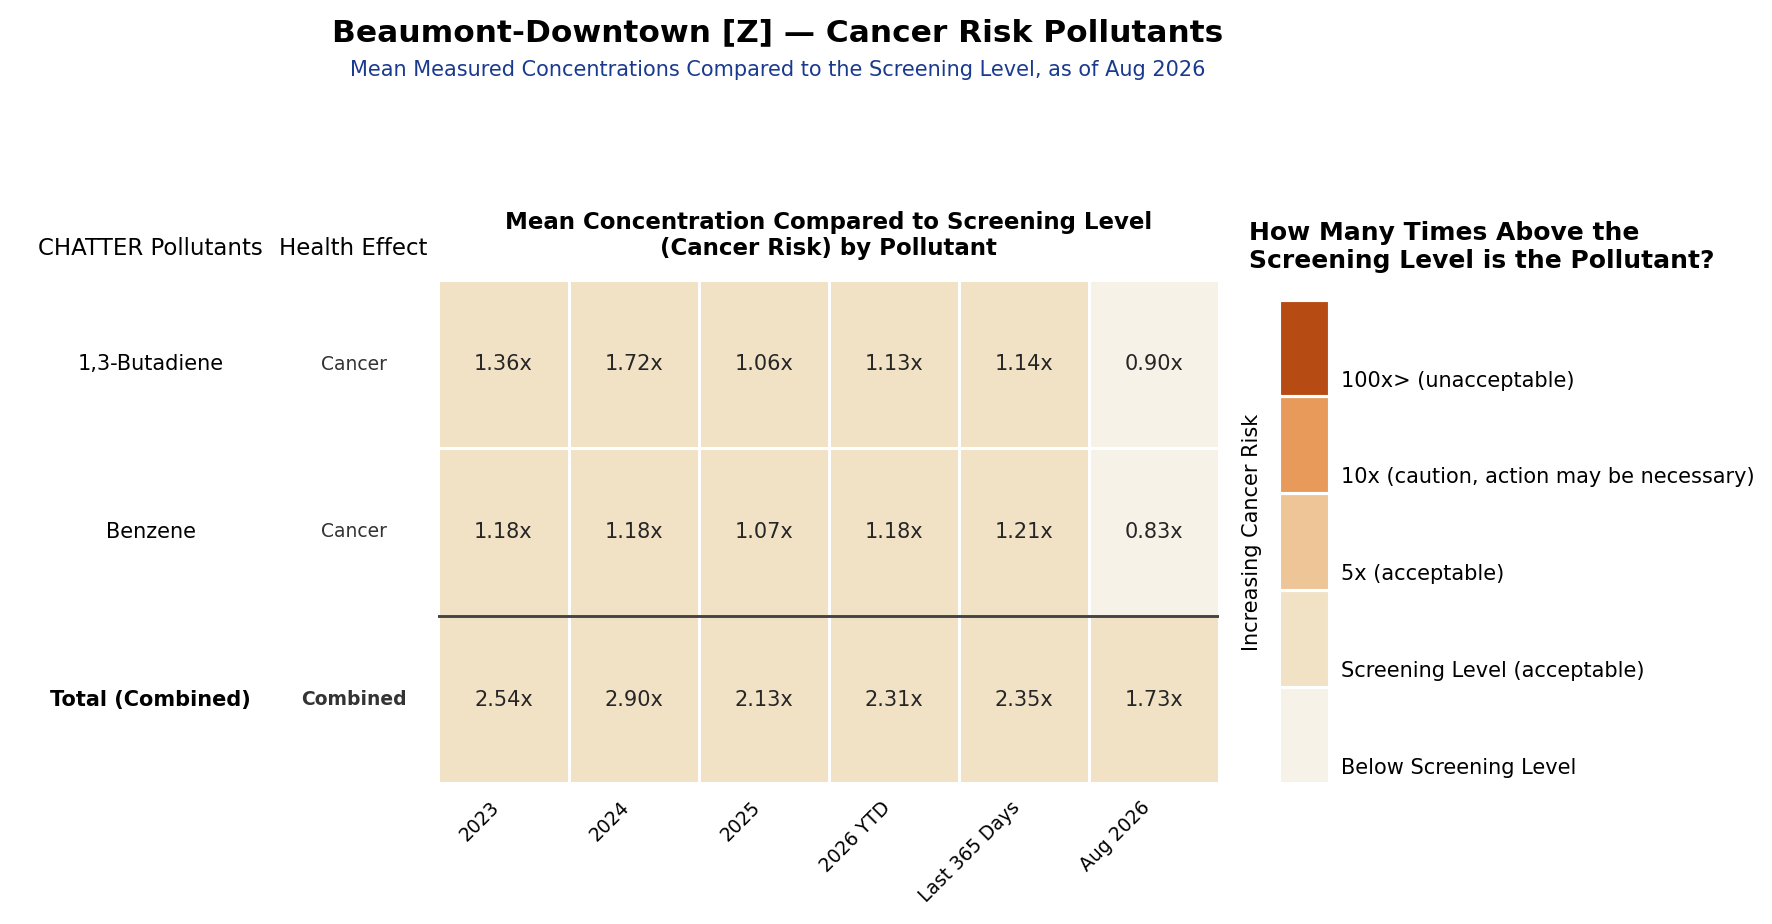 Beaumont-Downtown [Z] — Cancer Risk Pollutants
Mean Measured Concentrations Compared to the Screening Level, as of Aug 2026
CHATTER Pollutants
Health Effect
Mean Concentration Compared to Screening Level
(Cancer Risk) by Pollutant
1,3-Butadiene
Cancer
1.36x
1.72x
1.06x
1.13x
1.14x
0.90x
Benzene
Cancer
1.18x
1.18x
1.07x
1.18x
1.21x
0.83x
Total (Combined)
Combined
2.54x
2.90x
2.13x
2.31x
2.35x
1.73x
2023
2024
2025
2026 YTD
Last 365 Days
Aug 2026
How Many Times Above the
Screening Level is the Pollutant?
Increasing Cancer Risk
100x> (unacceptable)
10x (caution, action may be necessary)
5x (acceptable)
Screening Level (acceptable)
Below Screening Level